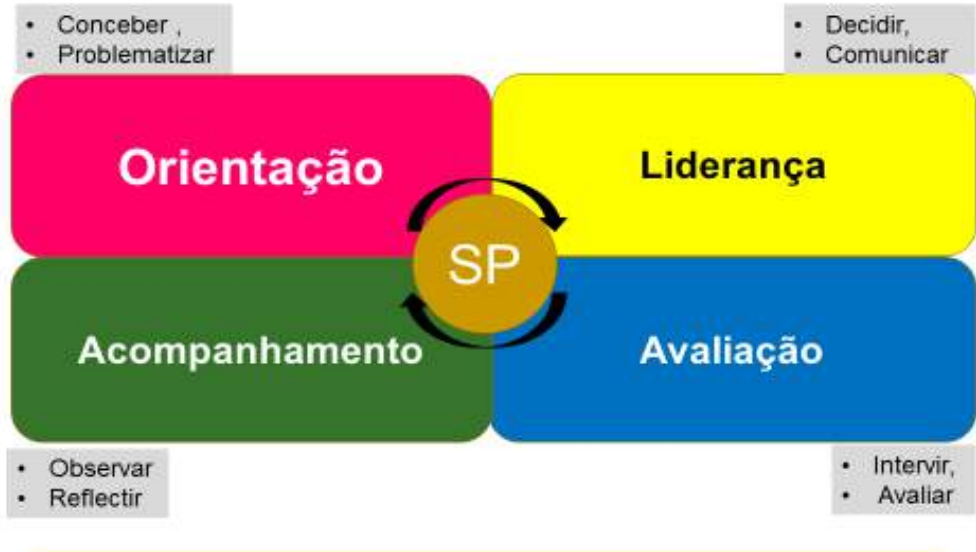 • Conceber ,
• Problematizar
• Decidir,
• Comunicar
Orientação
Liderança
SP
Acompanhamento
Avaliação
• Observar
• Reflectir
• Intervir,
• Avaliar